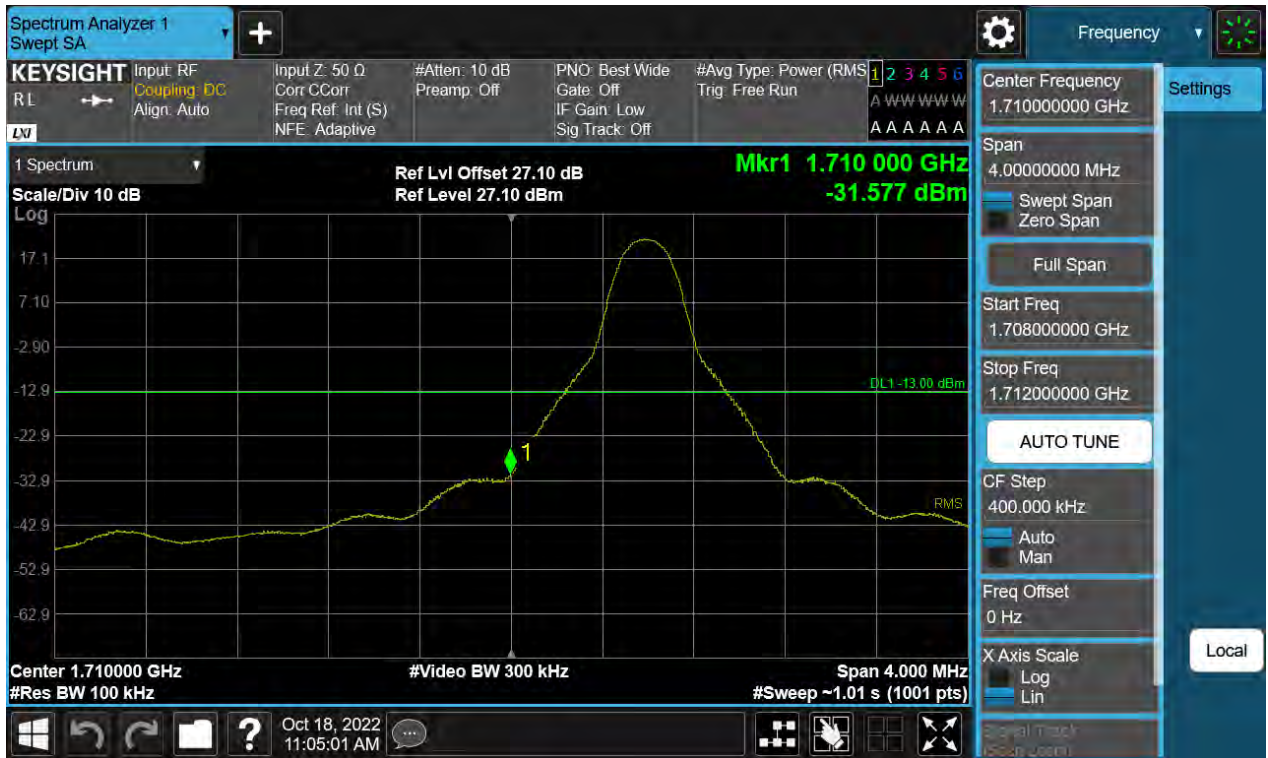 Spectrum Analyzer 1
Swept SA
+
Frequency
KEYSIGHT
RL
LXI
Input: RF
Coupling: DC
Align: Auto
Input Z: 50 Ω
Corr CCorr
Freq Ref: Int (S)
NFE: Adaptive
#Atten: 10 dB
Preamp: Off
PNO: Best Wide
Gate: Off
IF Gain: Low
Sig Track: Off
#Avg Type: Power (RMS
Trig: Free Run
1 2 3 4 5 6
A W W W W W
A A A A A A
1 Spectrum
Scale/Div 10 dB
Ref Lvl Offset 27.10 dB
Ref Level 27.10 dBm
Mkr1 1.710 000 GHz
-31.577 dBm
Log
17.1
7.10
-2.90
-12.9
-22.9
-32.9
-42.9
-52.9
-62.9
DL1 -13.00 dBm
1
RMS
Center 1.710000 GHz
#Res BW 100 kHz
#Video BW 300 kHz
Span 4.000 MHz
#Sweep ~1.01 s (1001 pts)
Center Frequency
1.710000000 GHz
Span
4.00000000 MHz
Swept Span
Zero Span
Full Span
Start Freq
1.708000000 GHz
Stop Freq
1.712000000 GHz
AUTO TUNE
CF Step
400.000 kHz
Auto
Man
Freq Offset
0 Hz
X Axis Scale
Log
Lin
Signal Track
(Span Zoom)
Settings
Local
?
Oct 18, 2022
11:05:01 AM